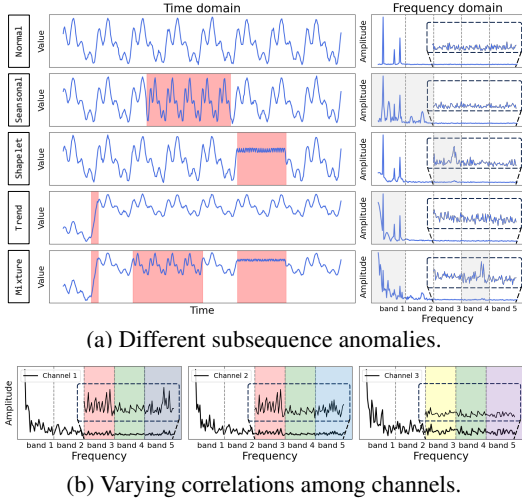 Time domain
Frequency domain
Normal
Value
Amplitude
Seansonal
Value
Amplitude
Shapelet
Value
Amplitude
Trend
Value
Amplitude
Mixture
Value
Amplitude
Time
band 1 band 2 band 3 band 4 band 5
Frequency
(a) Different subsequence anomalies.
Amplitude
Channel 1
band 1 band 2 band 3 band 4 band 5
Frequency
Channel 2
band 1 band 2 band 3 band 4 band 5
Frequency
Channel 3
band 1 band 2 band 3 band 4 band 5
Frequency
(b) Varying correlations among channels.